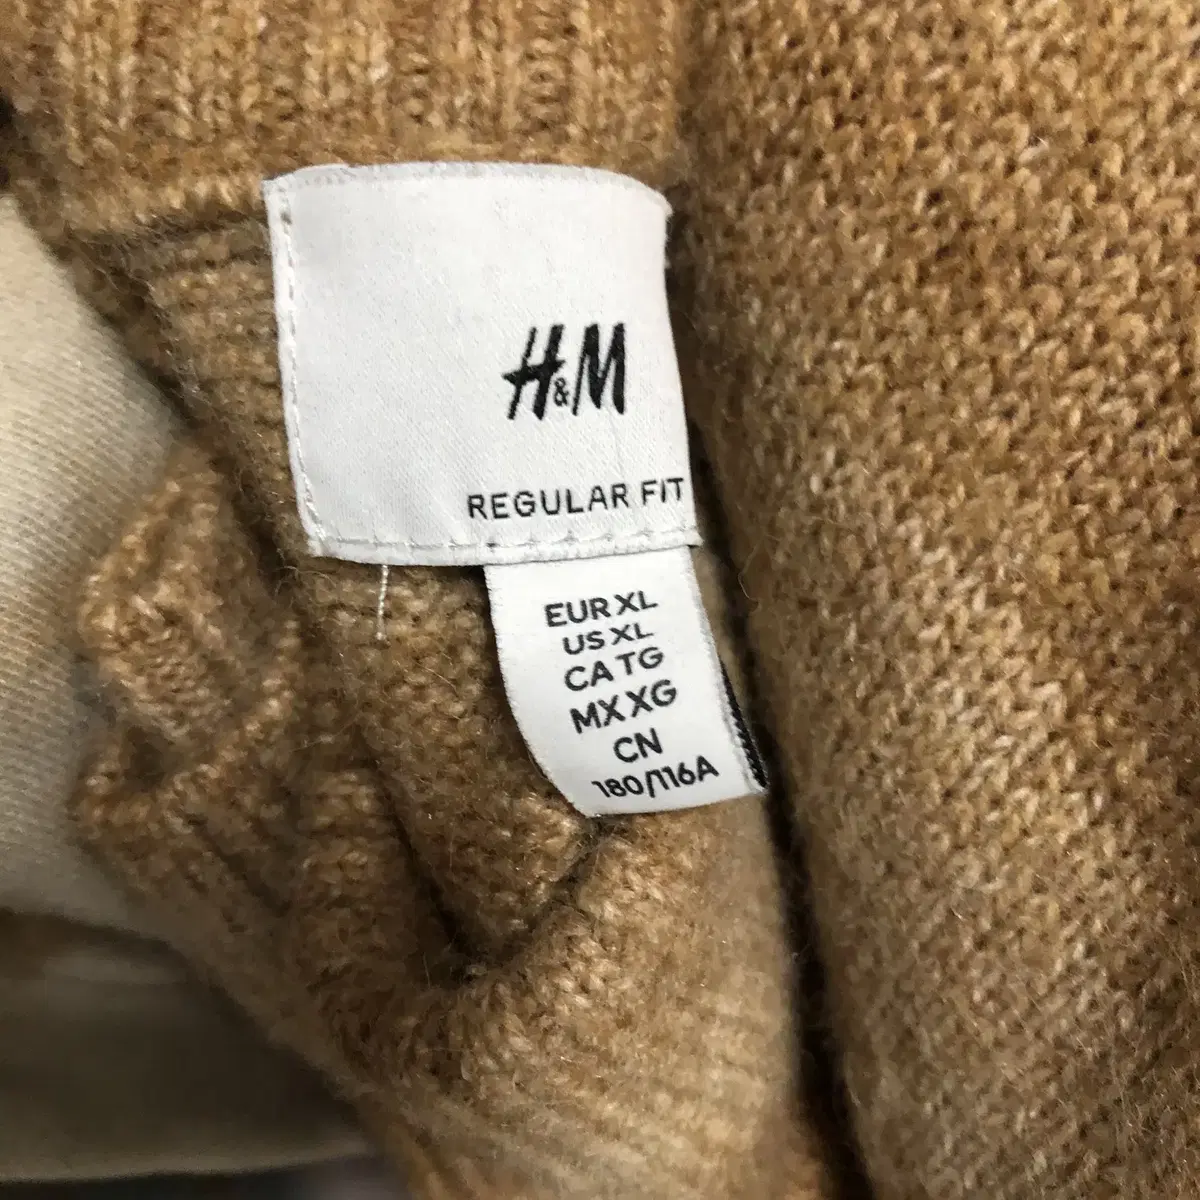 H&M
REGULAR FIT
EUR XL
US XL
CA TG
MX XG
CN
180/116A